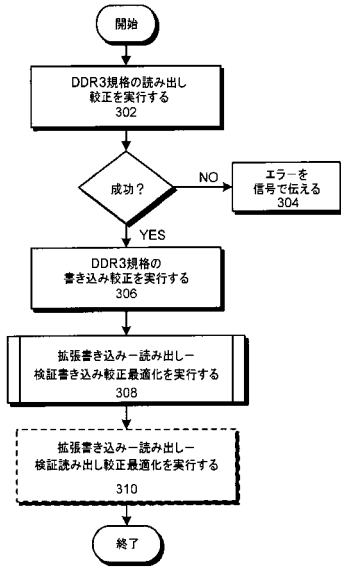 開始
DDR3規格の読み出し
較正を実行する
302
成功？
NO
エラーを
信号で伝える
304
YES
DDR3規格の
書き込み較正を実行する
306
拡張書き込みー読み出しー
検証書き込み較正最適化を実行する
308
拡張書き込みー読み出しー
検証読み出し較正最適化を実行する
310
終了